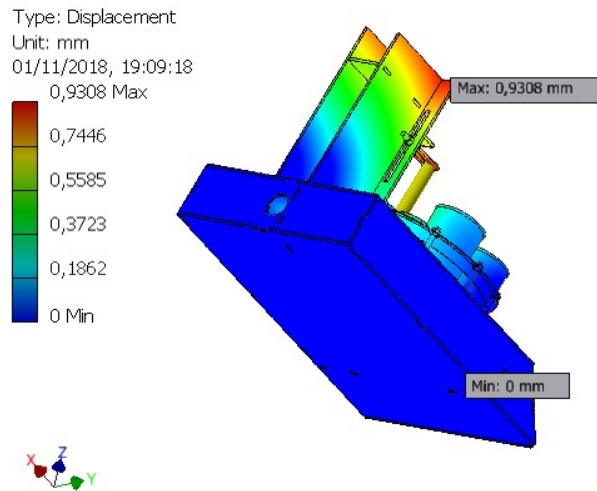 Type: Displacement
Unit: mm
01/11/2018, 19:09:18
0,9308 Max
0,7446
0,5585
0,3723
0,1862
0 Min
Max: 0,9308 mm
Min: 0 mm
X
Z
Y